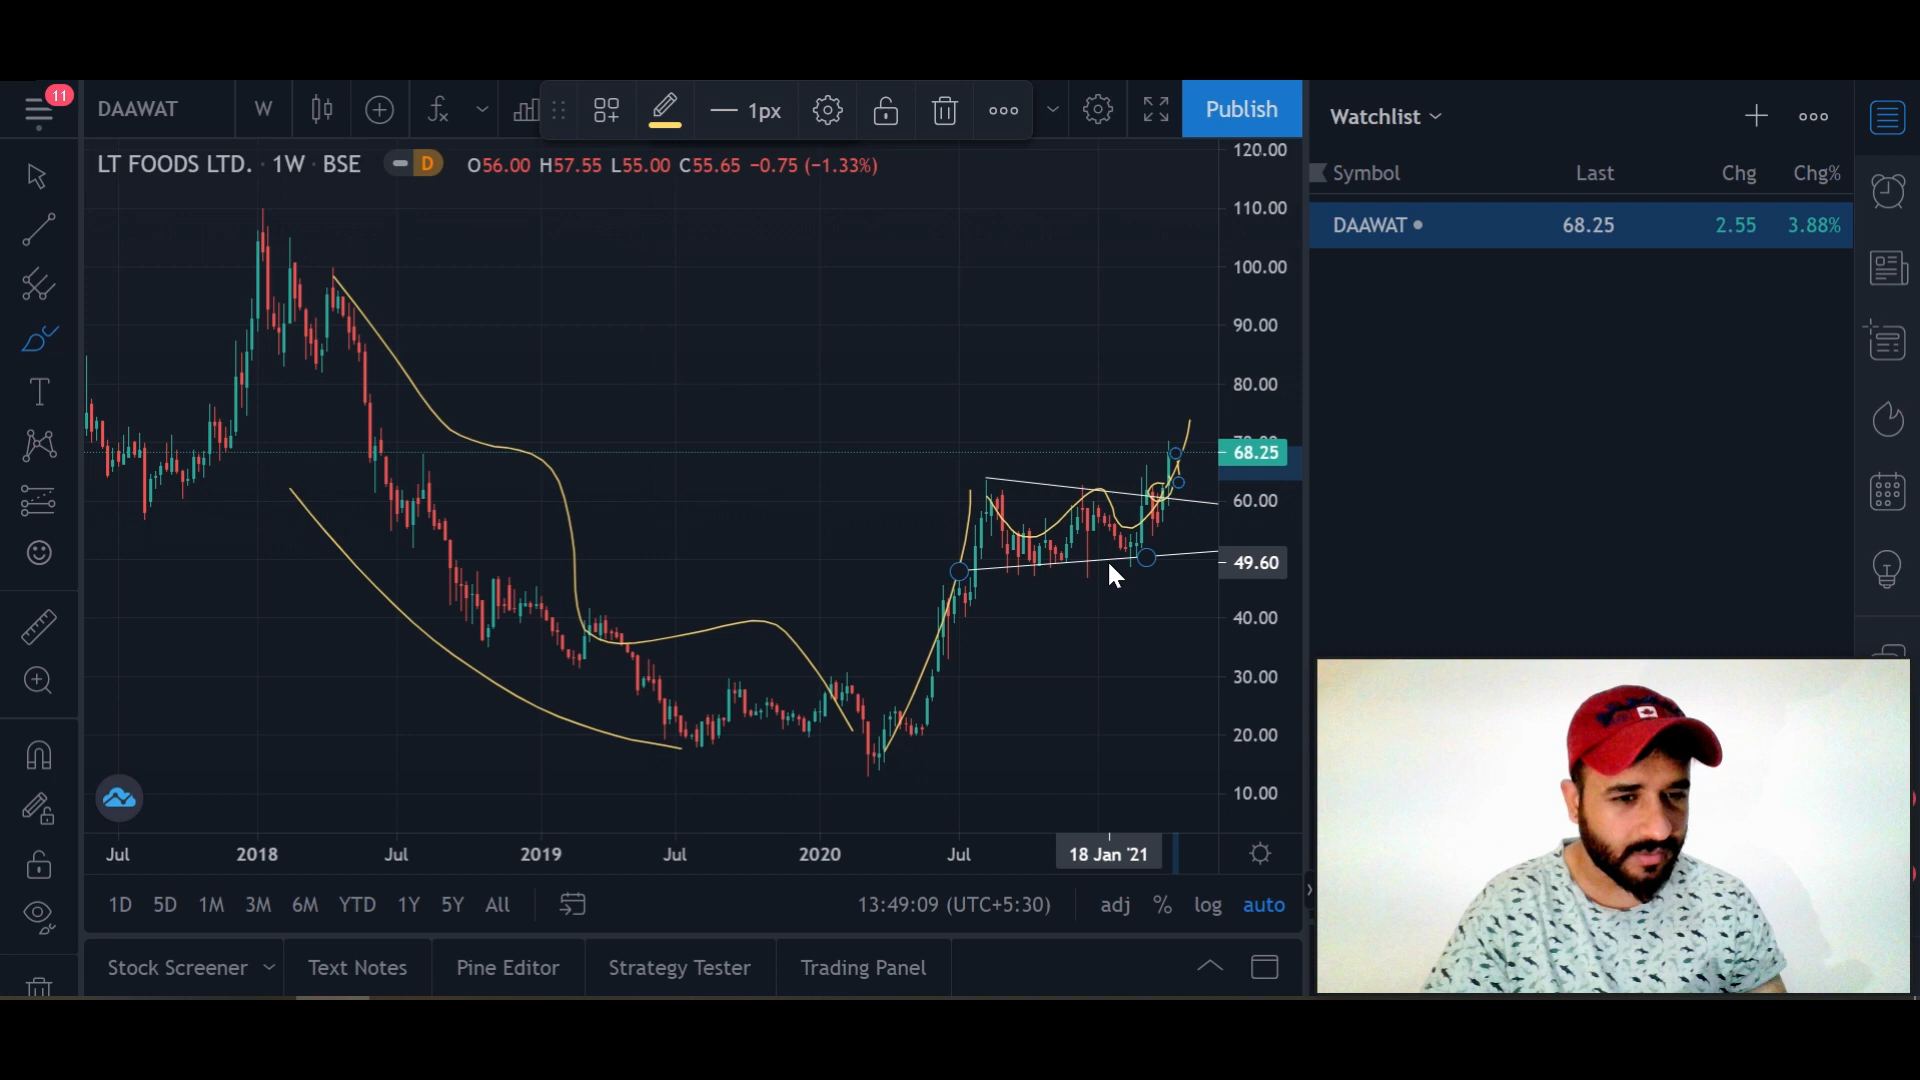 11
DAAWAT
W
1px
Publish
LT FOODS LTD. · 1W · BSE
D
O56.00 H57.55 L55.00 C55.65 −0.75 (−1.33%)
120.00
110.00
100.00
90.00
80.00
68.25
60.00
49.60
40.00
30.00
20.00
10.00
Jul
2018
Jul
2019
Jul
2020
Jul
18 Jan '21
1D 5D 1M 3M 6M YTD 1Y 5Y All
13:49:09 (UTC+5:30)
adj % log auto
Stock Screener
Text Notes
Pine Editor
Strategy Tester
Trading Panel
Watchlist
Symbol Last Chg Chg%
DAAWAT 68.25 2.55 3.88%